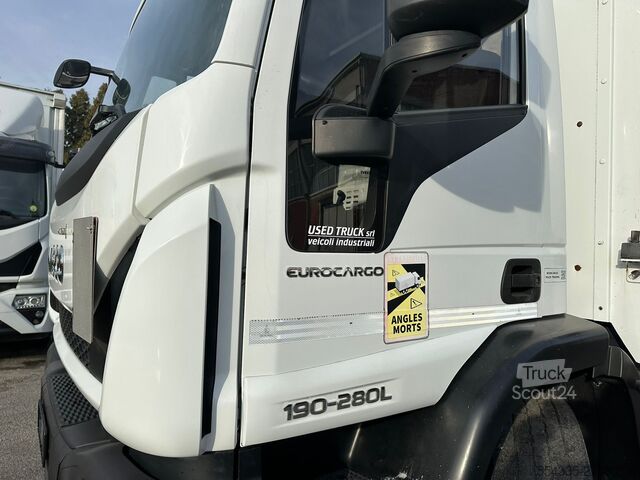 USED TRUCK srl
veicoli industriali
EUROCARGO
ANGLES
MORTS
190-280L
Truck
Scout24